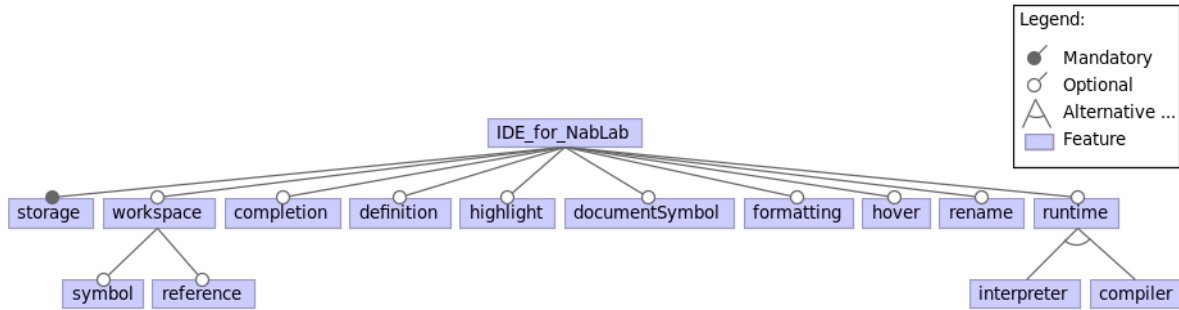 Legend:
Mandatory
Optional
Alternative ...
Feature
IDE_for_NabLab
storage workspace completion definition highlight documentSymbol formatting hover rename runtime
symbol reference interpreter compiler